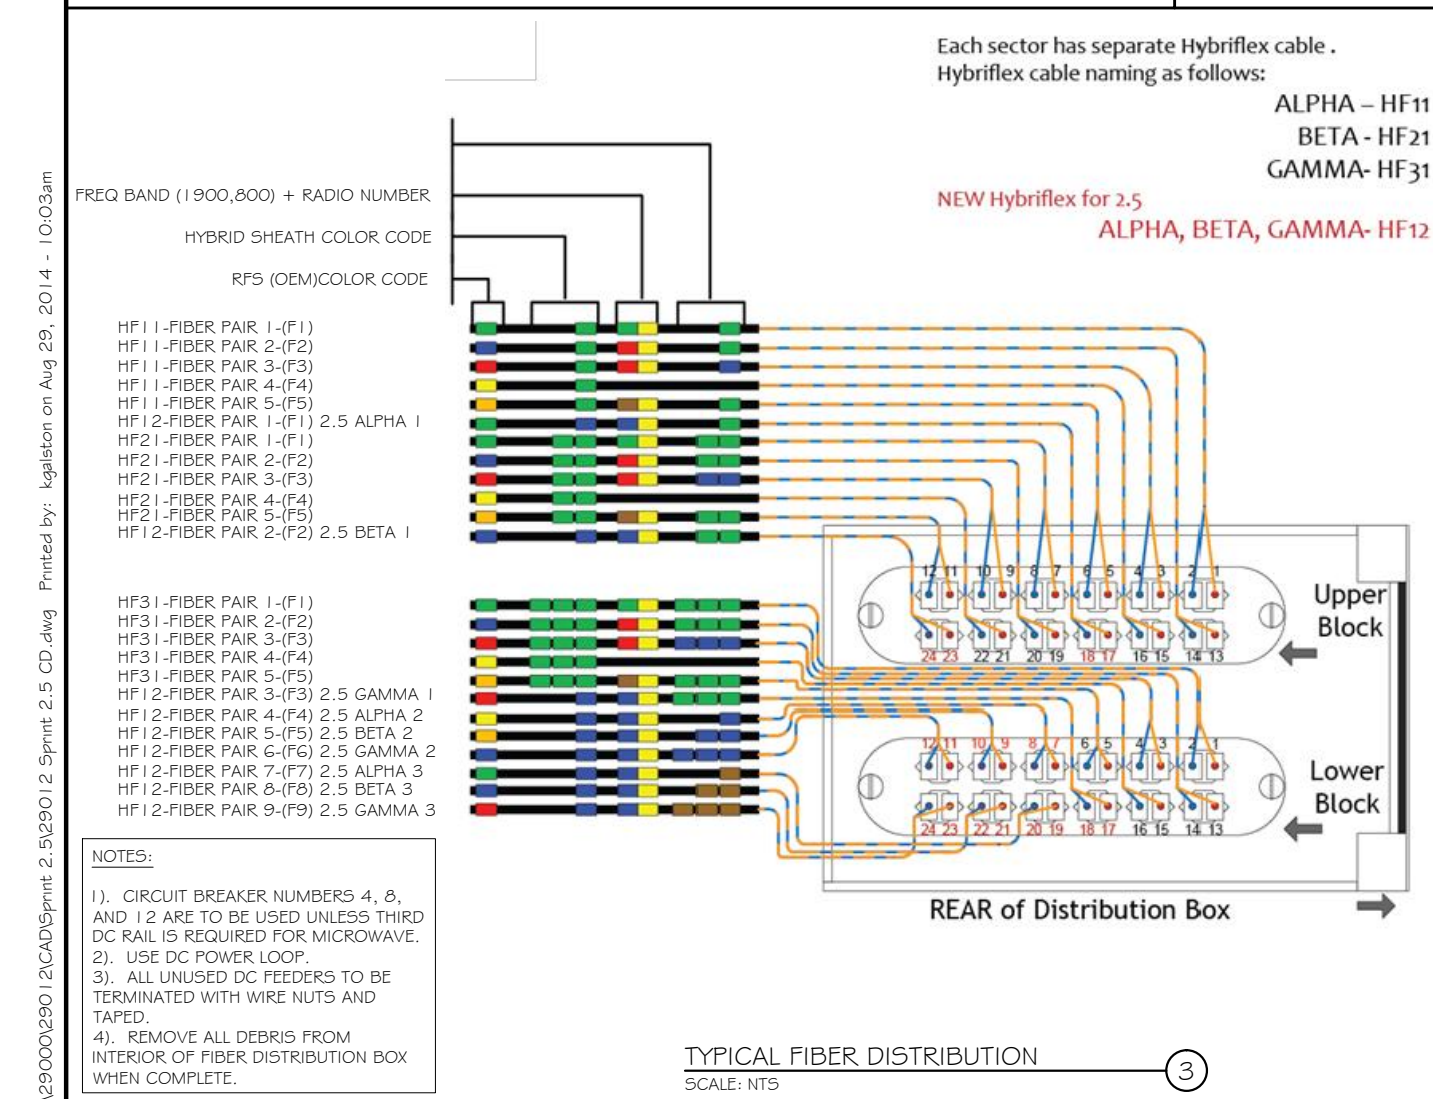 Each sector has separate Hybriflex cable .
Hybriflex cable naming as follows:
ALPHA – HF11
BETA - HF21
GAMMA- HF31
NEW Hybriflex for 2.5
ALPHA, BETA, GAMMA- HF12
FREQ BAND (1900,800) + RADIO NUMBER
HYBRID SHEATH COLOR CODE
RFS (OEM)COLOR CODE
HF11-FIBER PAIR 1-(F1)
HF11-FIBER PAIR 2-(F2)
HF11-FIBER PAIR 3-(F3)
HF11-FIBER PAIR 4-(F4)
HF11-FIBER PAIR 5-(F5)
HF12-FIBER PAIR 1-(F1) 2.5 ALPHA 1
HF21-FIBER PAIR 1-(F1)
HF21-FIBER PAIR 2-(F2)
HF21-FIBER PAIR 3-(F3)
HF21-FIBER PAIR 4-(F4)
HF21-FIBER PAIR 5-(F5)
HF12-FIBER PAIR 2-(F2) 2.5 BETA 1
HF31-FIBER PAIR 1-(F1)
HF31-FIBER PAIR 2-(F2)
HF31-FIBER PAIR 3-(F3)
HF31-FIBER PAIR 4-(F4)
HF31-FIBER PAIR 5-(F5)
HF12-FIBER PAIR 3-(F3) 2.5 GAMMA 1
HF12-FIBER PAIR 4-(F4) 2.5 ALPHA 2
HF12-FIBER PAIR 5-(F5) 2.5 BETA 2
HF12-FIBER PAIR 6-(F6) 2.5 GAMMA 2
HF12-FIBER PAIR 7-(F7) 2.5 ALPHA 3
HF12-FIBER PAIR 8-(F8) 2.5 BETA 3
HF12-FIBER PAIR 9-(F9) 2.5 GAMMA 3
12 11 10 9 8 7 6 5 4 3 2 1
24 23 22 21 20 19 18 17 16 15 14 13
Upper
Block
12 11 10 9 8 7 6 5 4 3 2 1
24 23 22 21 20 19 18 17 16 15 14 13
Lower
Block
REAR of Distribution Box
NOTES:
1). CIRCUIT BREAKER NUMBERS 4, 8,
AND 12 ARE TO BE USED UNLESS THIRD
DC RAIL IS REQUIRED FOR MICROWAVE.
2). USE DC POWER LOOP.
3). ALL UNUSED DC FEEDERS TO BE
TERMINATED WITH WIRE NUTS AND
TAPED.
4). REMOVE ALL DEBRIS FROM
INTERIOR OF FIBER DISTRIBUTION BOX
WHEN COMPLETE.
TYPICAL FIBER DISTRIBUTION
SCALE: NTS
3
\29000\29012\CAD\Sprint 2.5\29012 Sprint 2.5 CD.dwg Printed by: kgalston on Aug 29, 2014 - 10:03am